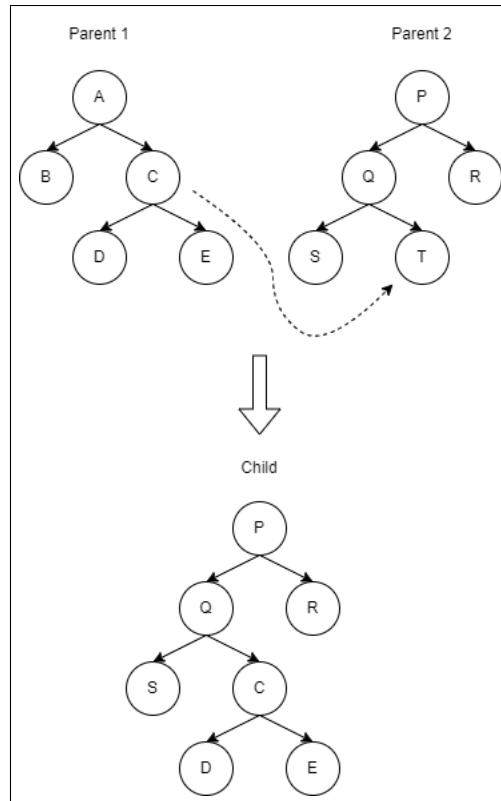 Parent 1 Parent 2
A P
B C Q R
D E S T
Child
P
Q R
S C
D E